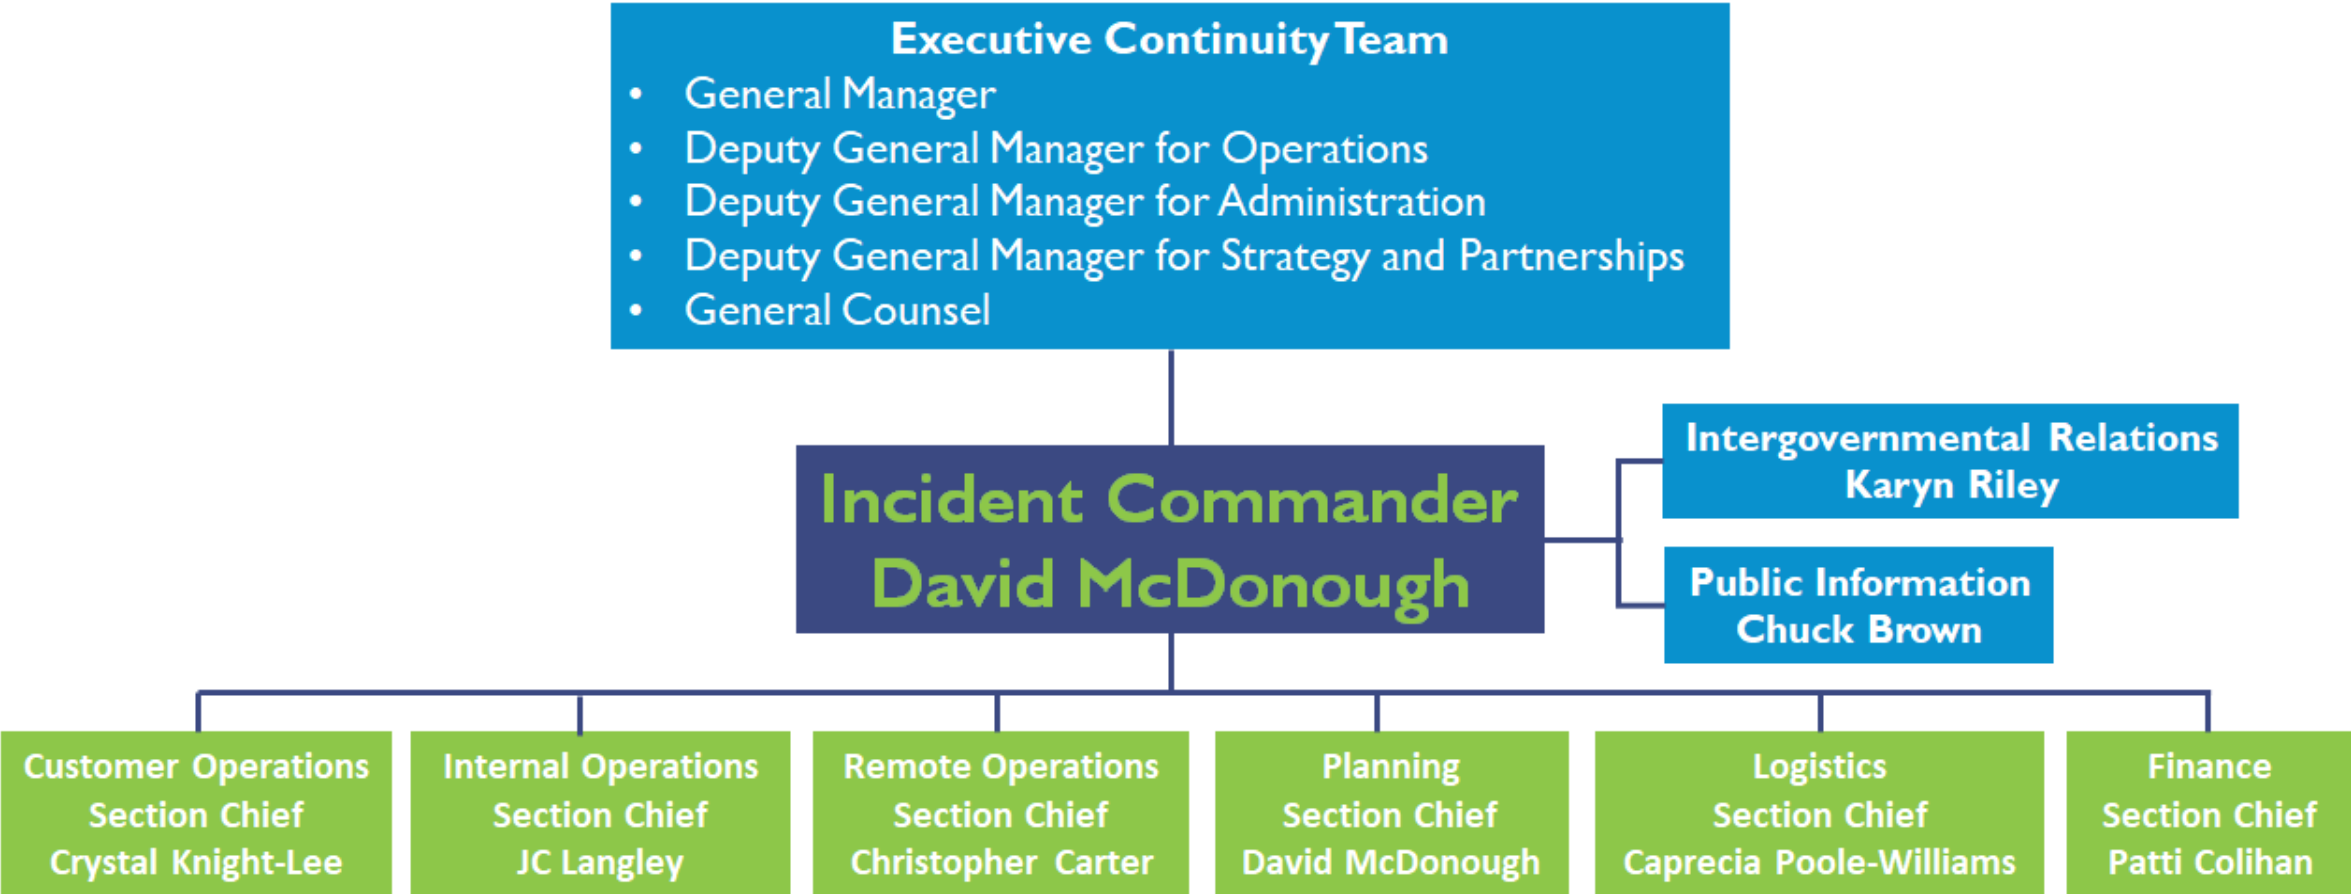 Executive Continuity Team
• General Manager
• Deputy General Manager for Operations
• Deputy General Manager for Administration
• Deputy General Manager for Strategy and Partnerships
• General Counsel
Incident Commander
David McDonough
Intergovernmental Relations
Karyn Riley
Public Information
Chuck Brown
Customer Operations
Section Chief
Crystal Knight-Lee
Internal Operations
Section Chief
JC Langley
Remote Operations
Section Chief
Christopher Carter
Planning
Section Chief
David McDonough
Logistics
Section Chief
Caprecia Poole-Williams
Finance
Section Chief
Patti Colihan